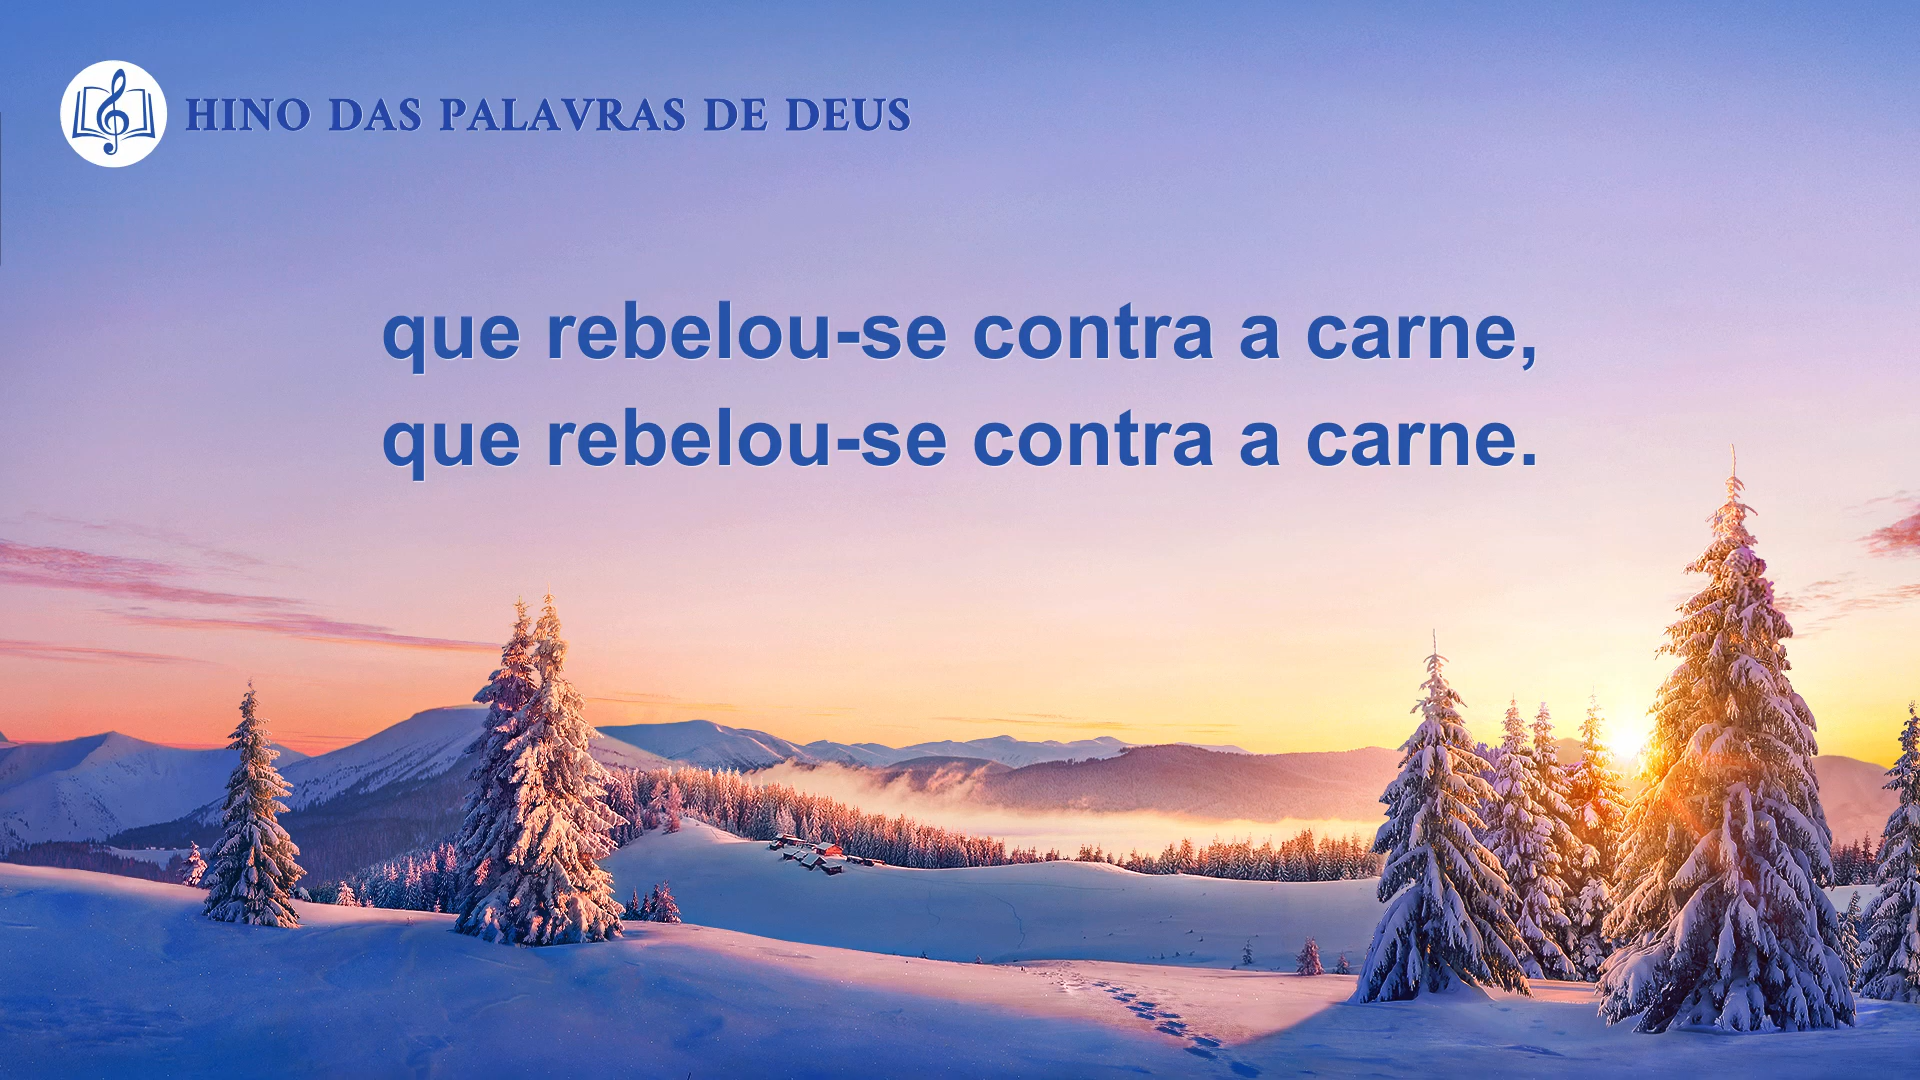 HINO DAS PALAVRAS DE DEUS
que rebelou-se contra a carne,
que rebelou-se contra a carne.